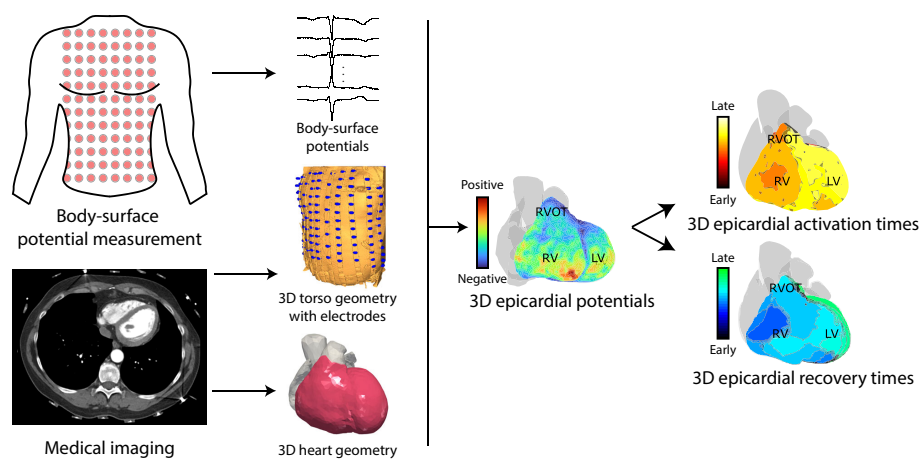 Body-surface
potential measurement
Body-surface
potentials
3D torso geometry
with electrodes
Medical imaging
3D heart geometry
Positive
Negative
RVOT
RV
LV
3D epicardial potentials
Late
Early
RVOT
RV
LV
3D epicardial activation times
Late
Early
RVOT
RV
LV
3D epicardial recovery times